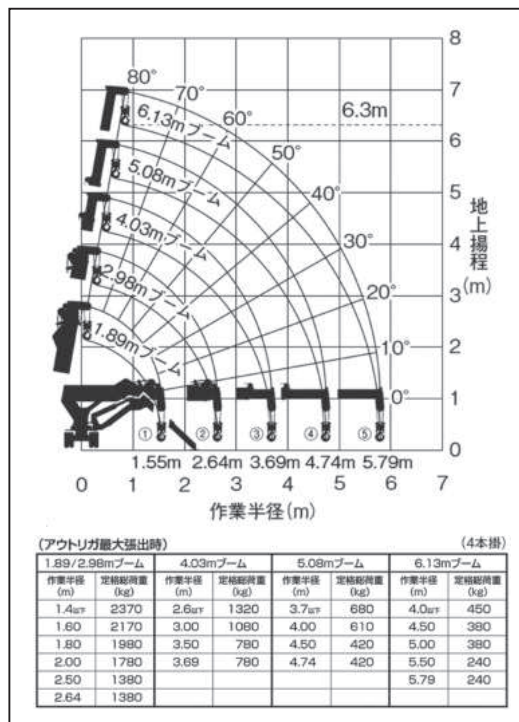 8
7
6
5
4
3
2
1
0
地上揚程
(m)
80°
70°
60°
50°
40°
30°
20°
10°
0°
6.3m
6.13mブーム
5.08mブーム
4.03mブーム
2.98mブーム
1.89mブーム
① ② ③ ④ ⑤
1.55m 2.64m 3.69m 4.74m 5.79m
0 1 2 3 4 5 6 7
作業半径(m)
(アウトリガ最大張出時) (4本掛)
1.89/2.98mブーム 4.03mブーム 5.08mブーム 6.13mブーム
作業半径 定格総荷重 作業半径 定格総荷重 作業半径 定格総荷重 作業半径 定格総荷重
(m) (kg) (m) (kg) (m) (kg) (m) (kg)
1.4以下 2370 2.6以下 1320 3.7以下 680 4.0以下 450
1.60 2170 3.00 1080 4.00 610 4.50 380
1.80 1980 3.50 780 4.50 420 5.00 380
2.00 1780 3.69 780 4.74 420 5.50 240
2.50 1380 5.79 240
2.64 1380